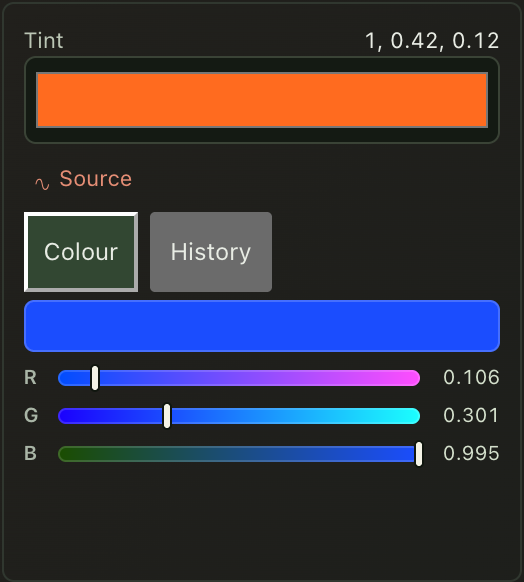 Tint 1, 0.42, 0.12
Source
Colour History
R 0.106
G 0.301
B 0.995